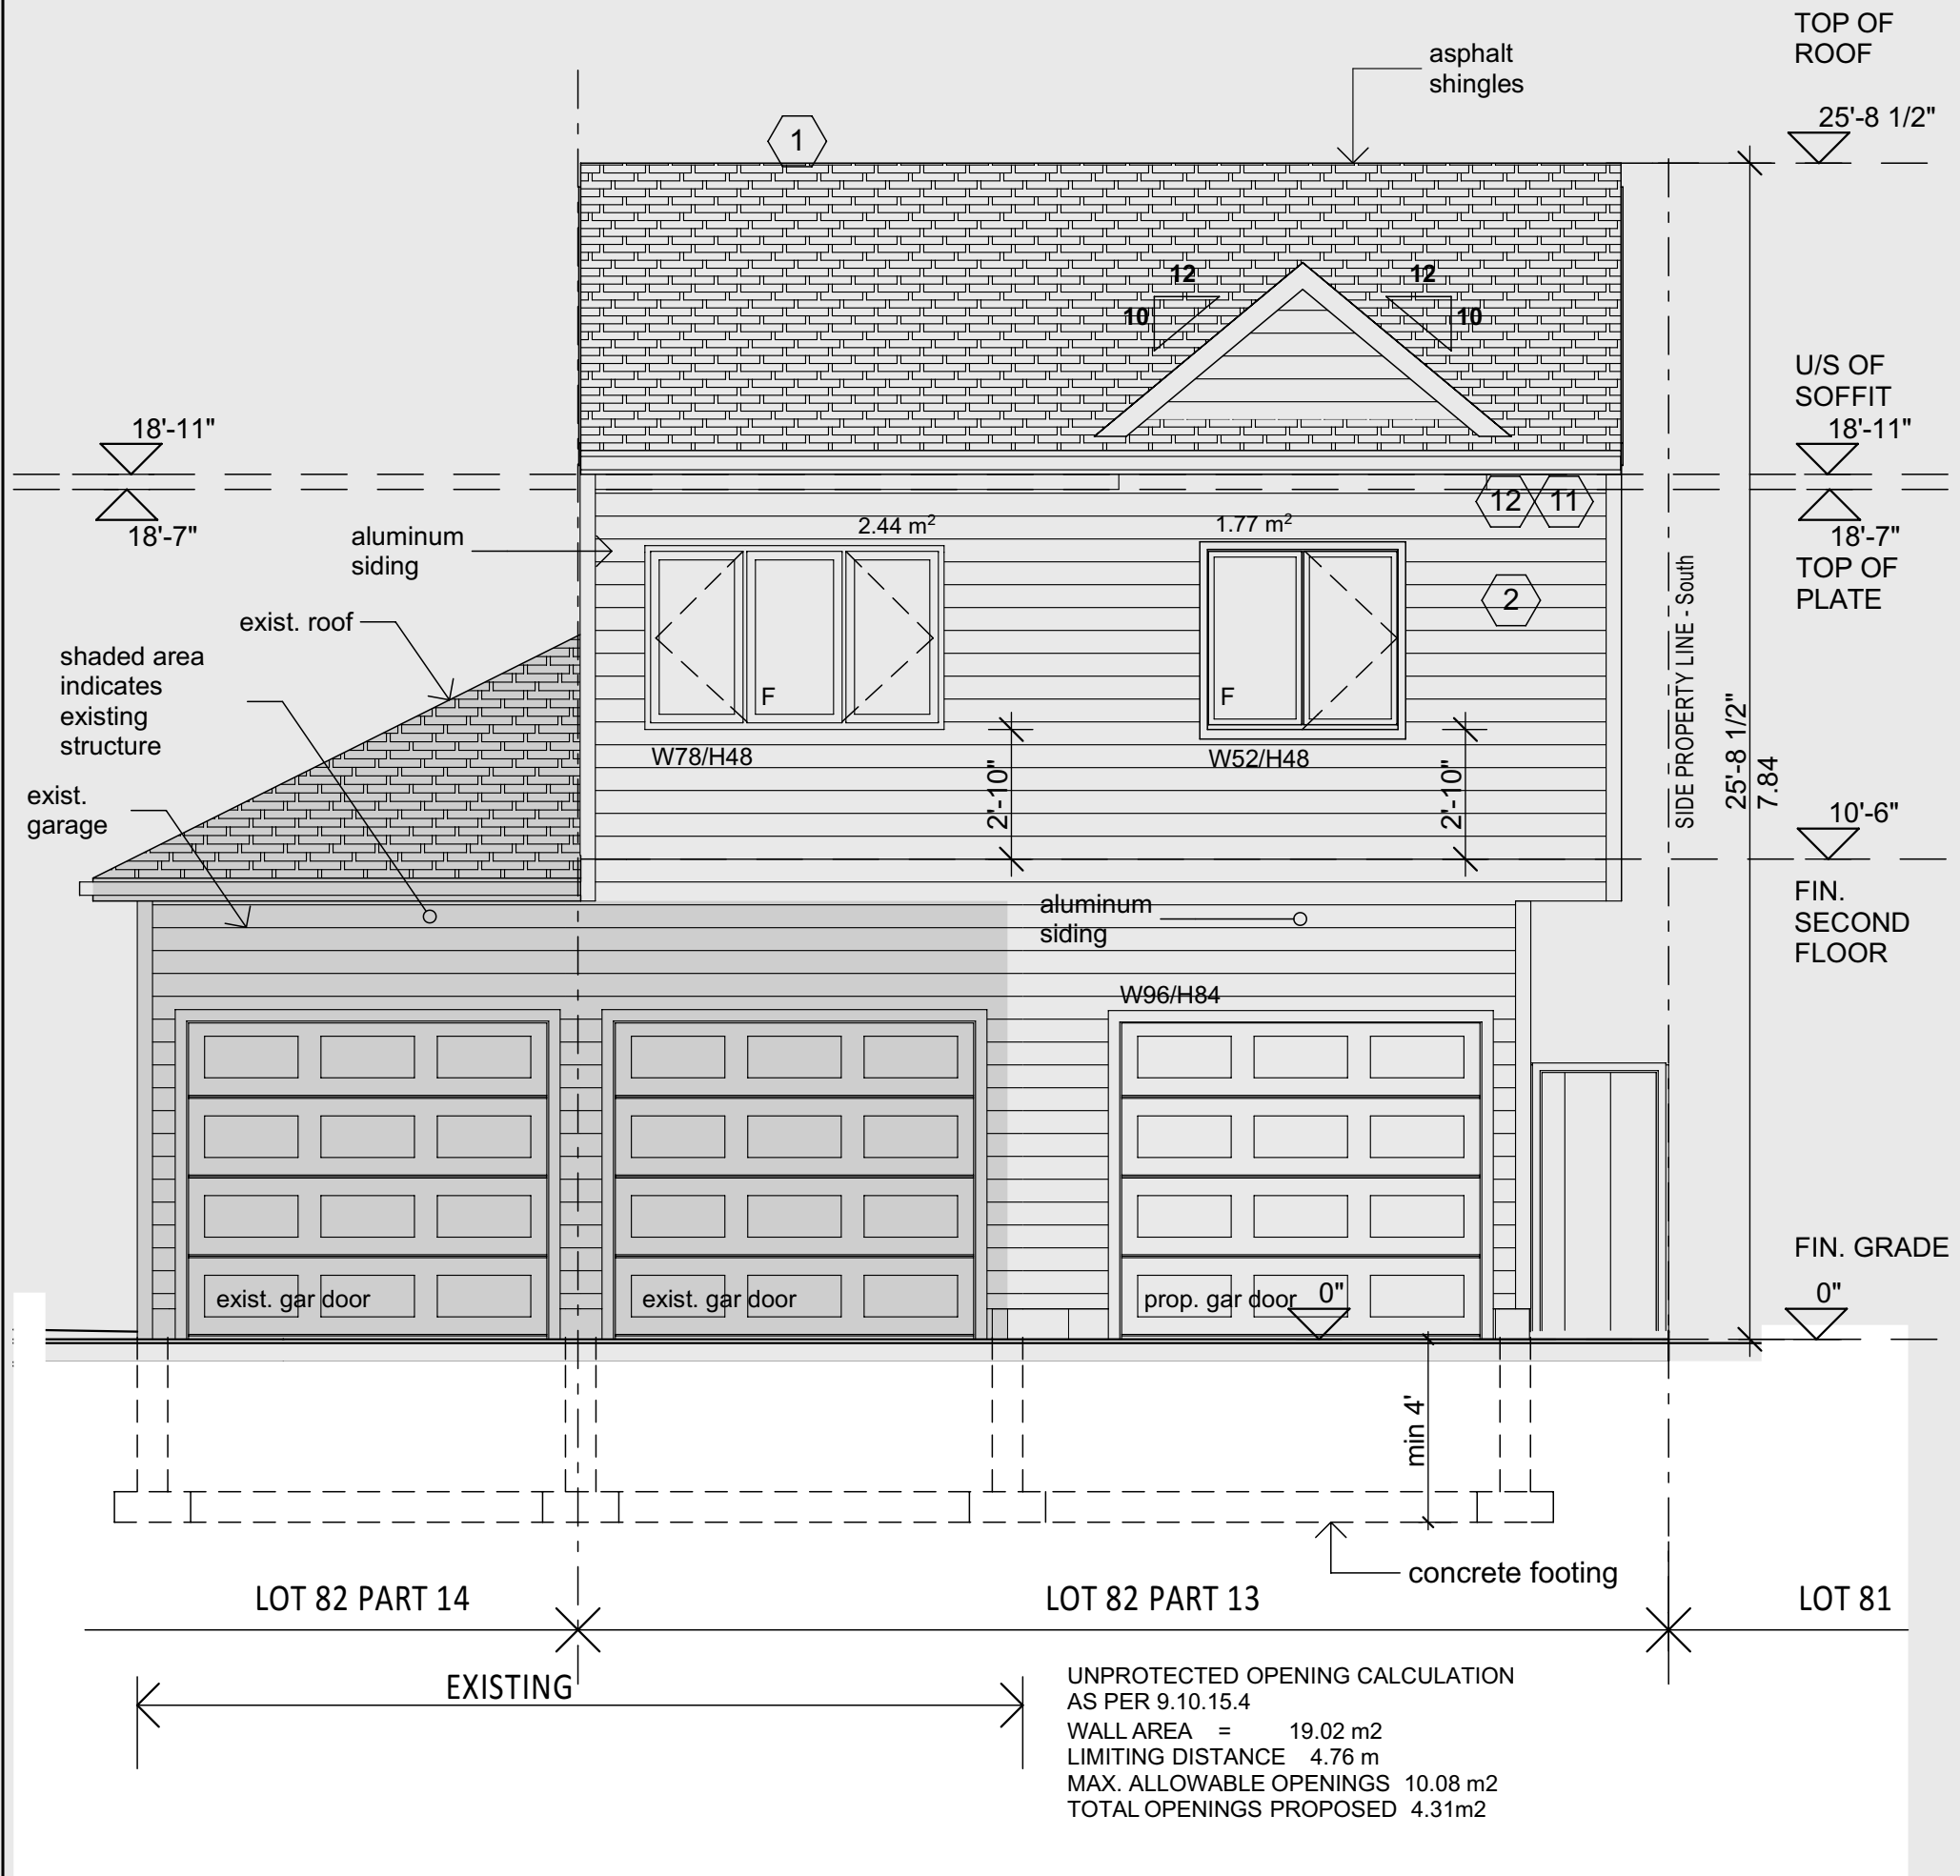 TOP OF
ROOF
asphalt
shingles
25'-8 1/2"
1
12
12
10
10
U/S OF
SOFFIT
18'-11"
18'-11"
12
11
18'-7"
18'-7"
TOP OF
PLATE
2.44 m²
1.77 m²
aluminum
siding
2
exist. roof
shaded area
indicates
existing
structure
F
F
W78/H48
W52/H48
2'-10"
2'-10"
SIDE PROPERTY LINE - South
25'-8 1/2"
7.84
exist.
garage
10'-6"
FIN.
SECOND
FLOOR
aluminum
siding
W96/H84
FIN. GRADE
exist. gar door
exist. gar door
prop. gar door
0"
0"
min 4'
concrete footing
LOT 82 PART 14
LOT 82 PART 13
LOT 81
EXISTING
UNPROTECTED OPENING CALCULATION
AS PER 9.10.15.4
WALL AREA = 19.02 m2
LIMITING DISTANCE 4.76 m
MAX. ALLOWABLE OPENINGS 10.08 m2
TOTAL OPENINGS PROPOSED 4.31m2